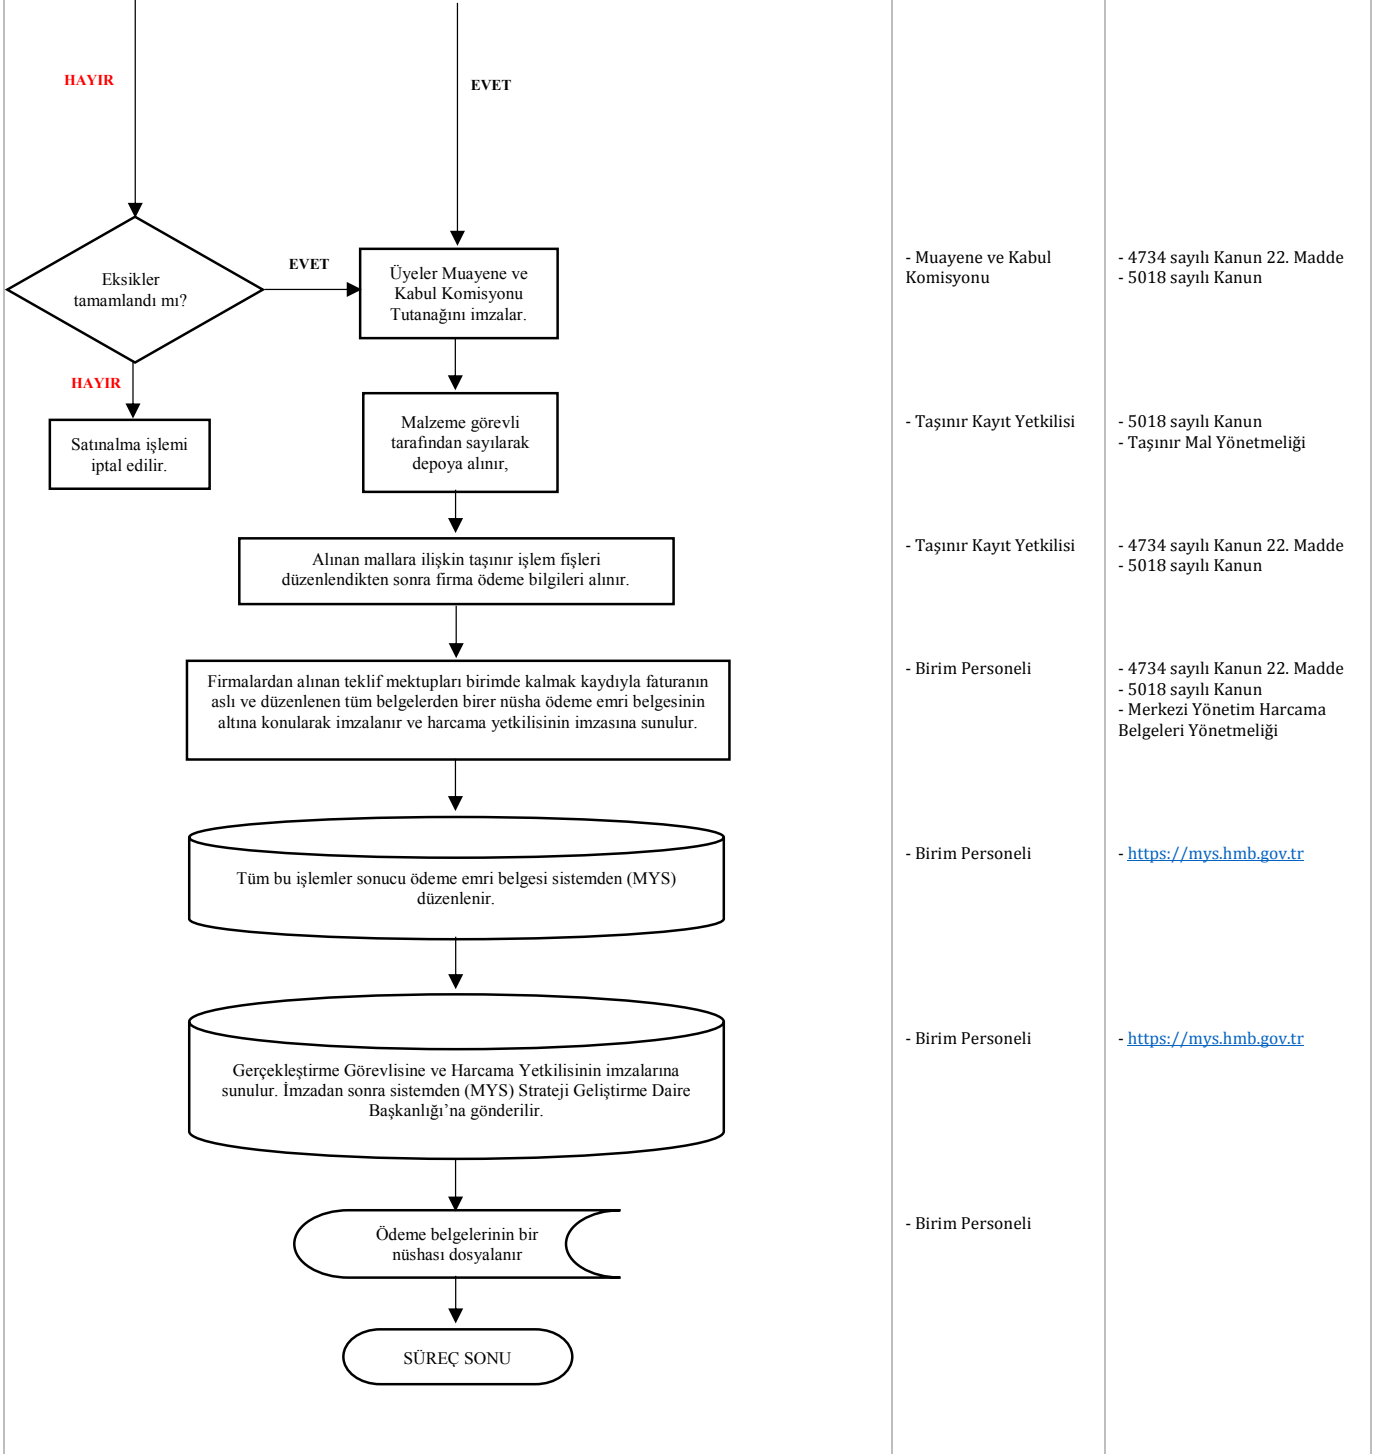 HAYIR
EVET
Eksikler
tamamlandı mı?
EVET
Üyeler Muayene ve
Kabul Komisyonu
Tutanağını imzalar.
- Muayene ve Kabul
Komisyonu
- 4734 sayılı Kanun 22. Madde
- 5018 sayılı Kanun
HAYIR
Satınalma işlemi
iptal edilir.
Malzeme görevli
tarafından sayılarak
depoya alınır,
- Taşınır Kayıt Yetkilisi
- 5018 sayılı Kanun
- Taşınır Mal Yönetmeliği
Alınan mallara ilişkin taşınır işlem fişleri
düzenlendikten sonra firma ödeme bilgileri alınır.
- Taşınır Kayıt Yetkilisi
- 4734 sayılı Kanun 22. Madde
- 5018 sayılı Kanun
Firmalardan alınan teklif mektupları birimde kalmak kaydıyla faturanın
aslı ve düzenlenen tüm belgelerden birer nüsha ödeme emri belgesinin
altına konularak imzalanır ve harcama yetkilisinin imzasına sunulur.
- Birim Personeli
- 4734 sayılı Kanun 22. Madde
- 5018 sayılı Kanun
- Merkezi Yönetim Harcama
Belgeleri Yönetmeliği
Tüm bu işlemler sonucu ödeme emri belgesi sistemden (MYS)
düzenlenir.
- Birim Personeli
- https://mys.hmb.gov.tr
Gerçekleştirme Görevlisine ve Harcama Yetkilisinin imzalarına
sunulur. İmzadan sonra sistemden (MYS) Strateji Geliştirme Daire
Başkanlığı’na gönderilir.
- Birim Personeli
- https://mys.hmb.gov.tr
Ödeme belgelerinin bir
nüshası dosyalanır
- Birim Personeli
SÜREÇ SONU